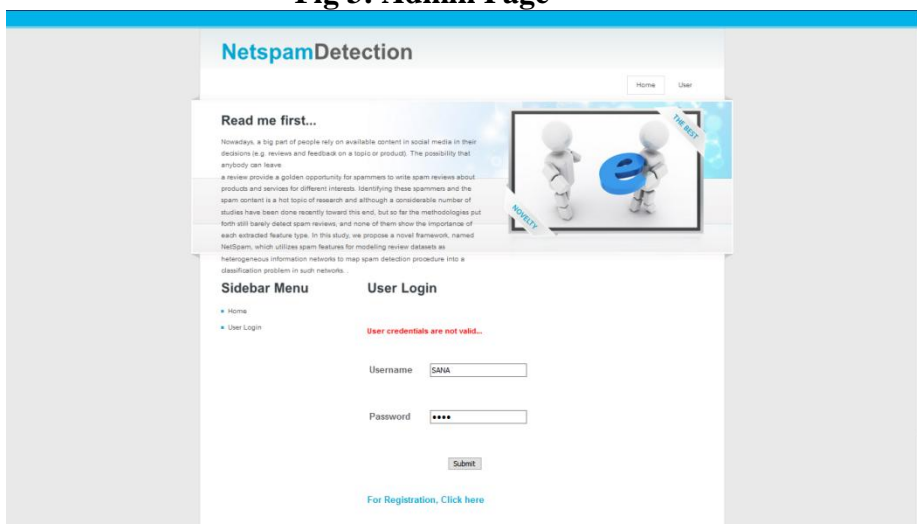 Fig 3: Admin Page
NetspamDetection
Home User
Read me first...
Nowadays, a big part of people rely on available content in social media in their
decisions (e.g. reviews and feedback on a topic or product). The possibility that
anybody can leave
a review provide a golden opportunity for spammers to write spam reviews about
products and services for different interests. Identifying these spammers and the
spam content is a hot topic of research and although a considerable number of
studies have been done recently toward this end, but so far the methodologies put
forth still barely detect spam reviews, and none of them show the importance of
each extracted feature type. In this study, we propose a novel framework, named
NetSpam, which utilizes spam features for modeling review datasets as
heterogeneous information networks to map spam detection procedure into a
classification problem in such networks. .
THE BEST
e
NOVELTY
Sidebar Menu
Home
User Login
User Login
User credentials are not valid...
Username SANA
Password ••••
Submit
For Registration, Click here